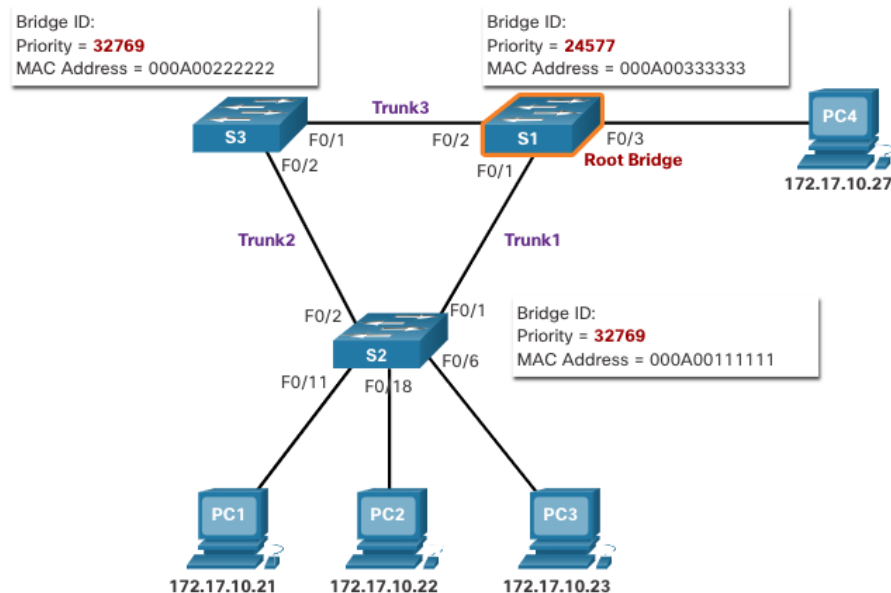 Bridge ID:
Priority = 32769
MAC Address = 000A00222222
Bridge ID:
Priority = 24577
MAC Address = 000A00333333
Trunk3
S3
F0/1
F0/2
S1
F0/3
PC4
F0/2
F0/1
Root Bridge
172.17.10.27
Trunk2
Trunk1
F0/2
F0/1
S2
F0/6
F0/11
F0/18
Bridge ID:
Priority = 32769
MAC Address = 000A00111111
PC1
PC2
PC3
172.17.10.21
172.17.10.22
172.17.10.23